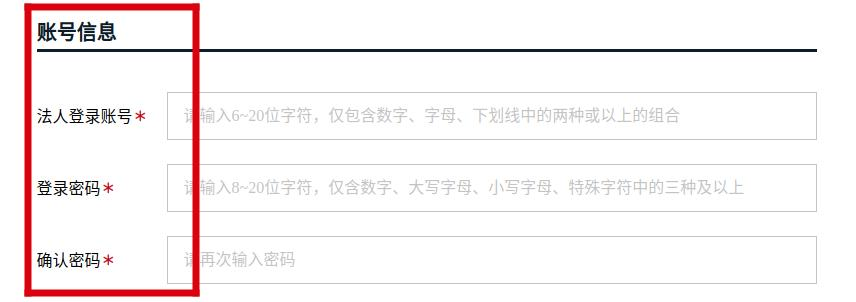 账号信息
法人登录账号* 请输入6~20位字符，仅包含数字、字母、下划线中的两种或以上的组合
登录密码* 请输入8~20位字符，仅含数字、大写字母、小写字母、特殊字符中的三种及以上
确认密码* 请再次输入密码